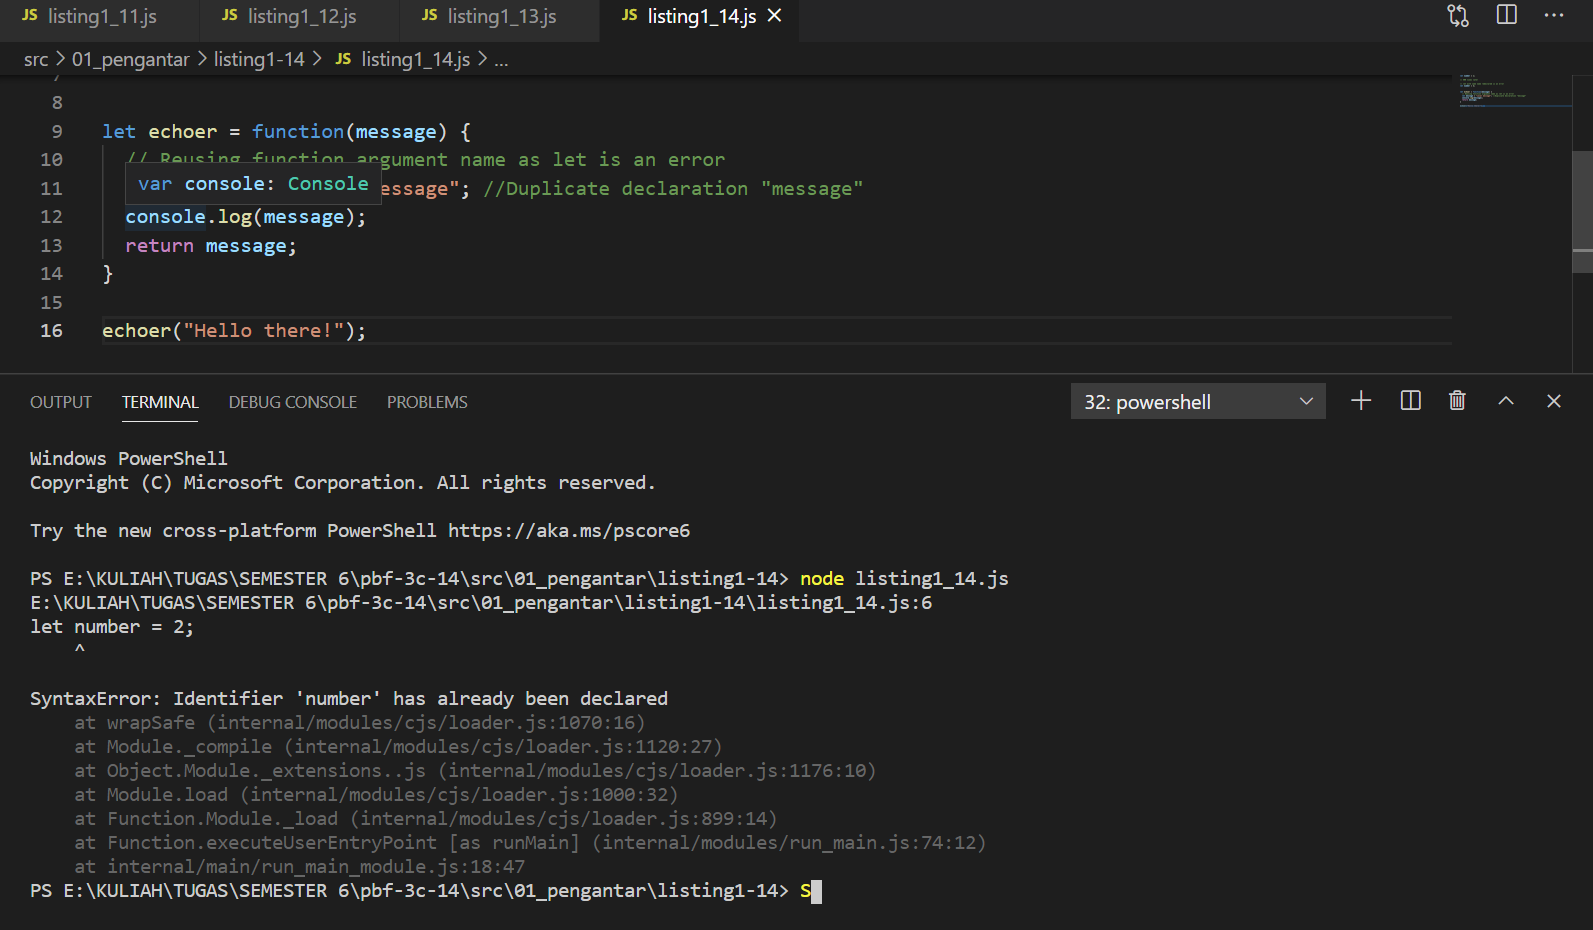 JS listing1_11.js JS listing1_12.js JS listing1_13.js JS listing1_14.js
src > 01_pengantar > listing1-14 > JS listing1_14.js > ...
8
9 let echoer = function(message) {
10 // Reusing function argument name as let is an error
var console: Console
11 essage"; //Duplicate declaration "message"
12 console.log(message);
13 return message;
14 }
15
16 echoer("Hello there!");
OUTPUT TERMINAL DEBUG CONSOLE PROBLEMS 32: powershell
Windows PowerShell
Copyright (C) Microsoft Corporation. All rights reserved.
Try the new cross-platform PowerShell https://aka.ms/pscore6
PS E:\KULIAH\TUGAS\SEMESTER 6\pbf-3c-14\src\01_pengantar\listing1-14> node listing1_14.js
E:\KULIAH\TUGAS\SEMESTER 6\pbf-3c-14\src\01_pengantar\listing1-14\listing1_14.js:6
let number = 2;
^
SyntaxError: Identifier 'number' has already been declared
at wrapSafe (internal/modules/cjs/loader.js:1070:16)
at Module._compile (internal/modules/cjs/loader.js:1120:27)
at Object.Module._extensions..js (internal/modules/cjs/loader.js:1176:10)
at Module.load (internal/modules/cjs/loader.js:1000:32)
at Function.Module._load (internal/modules/cjs/loader.js:899:14)
at Function.executeUserEntryPoint [as runMain] (internal/modules/run_main.js:74:12)
at internal/main/run_main_module.js:18:47
PS E:\KULIAH\TUGAS\SEMESTER 6\pbf-3c-14\src\01_pengantar\listing1-14> S